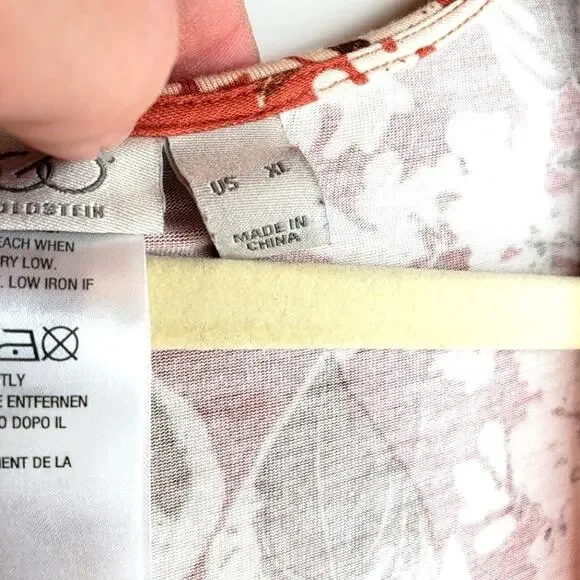 OLDSTEIN
US XL
MADE IN
CHINA
EACH WHEN
RY LOW.
. LOW IRON IF
TLY
E ENTFERNEN
O DOPO IL
MENT DE LA